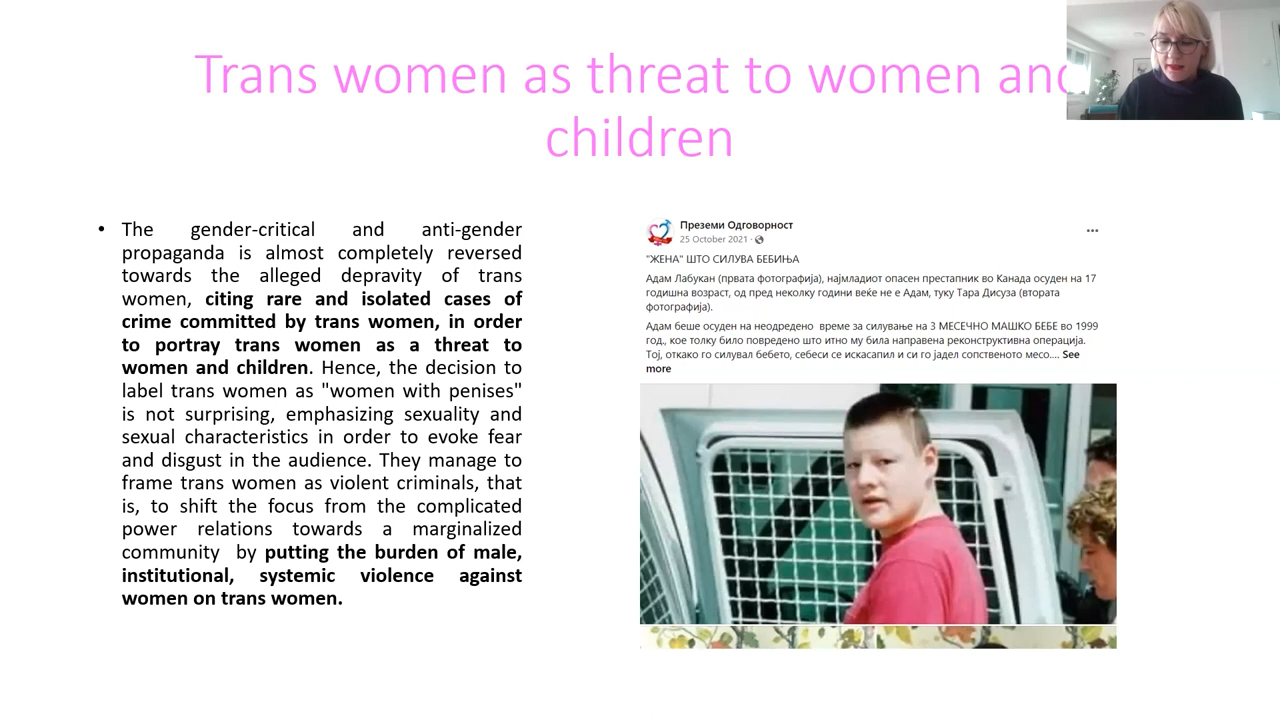 Trans women as threat to women and
children
• The gender-critical and anti-gender
propaganda is almost completely reversed
towards the alleged depravity of trans
women, citing rare and isolated cases of
crime committed by trans women, in order
to portray trans women as a threat to
women and children. Hence, the decision to
label trans women as "women with penises"
is not surprising, emphasizing sexuality and
sexual characteristics in order to evoke fear
and disgust in the audience. They manage to
frame trans women as violent criminals, that
is, to shift the focus from the complicated
power relations towards a marginalized
community by putting the burden of male,
institutional, systemic violence against
women on trans women.
Преземи Одговорност
25 October 2021 ·
"ЖЕНА" ШТО СИЛУВА БЕБИЊА
Адам Лабукан (првата фотографија), најмладиот опасен престапник во Канада осуден на 17
годишна возраст, од пред неколку години веќе не е Адам, туку Тара Дисуза (втората
фотографија).
Адам беше осуден на неодредено време за силување на 3 МЕСЕЧНО МАШКО БЕБЕ во 1999
год., кое толку било повредено што итно му била направена реконструктивна операција.
Тој, откако го силувал бебето, себеси се искасапил и си го јадел сопственото месо.... See
more